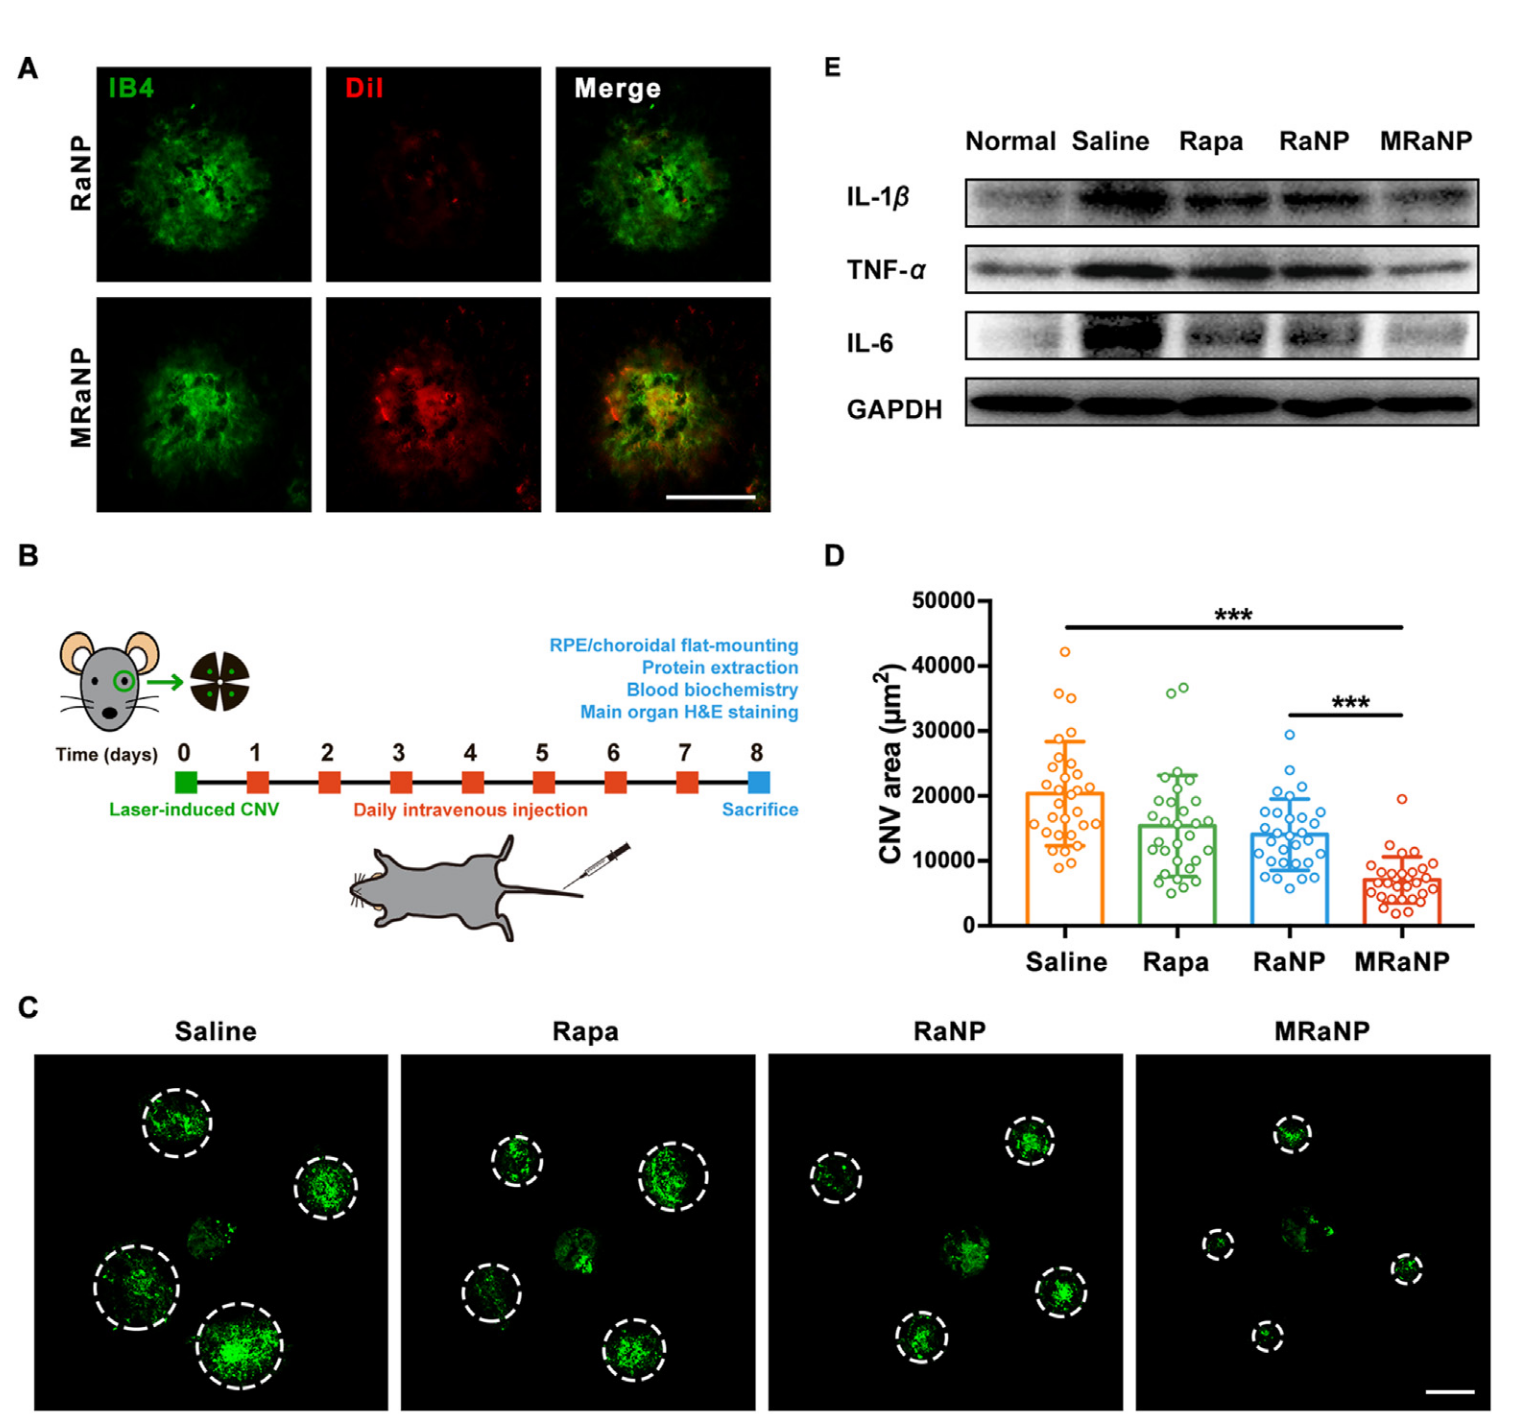 A
IB4
DiI
Merge
RaNP
MRaNP
B
RPE/choroidal flat-mounting
Protein extraction
Blood biochemistry
Main organ H&E staining
Time (days) 0 1 2 3 4 5 6 7 8
Laser-induced CNV Daily intravenous injection Sacrifice
C
Saline Rapa RaNP MRaNP
D
CNV area (µm²)
50000
40000
30000
20000
10000
0
***
***
Saline Rapa RaNP MRaNP
E
Normal Saline Rapa RaNP MRaNP
IL-1β
TNF-α
IL-6
GAPDH